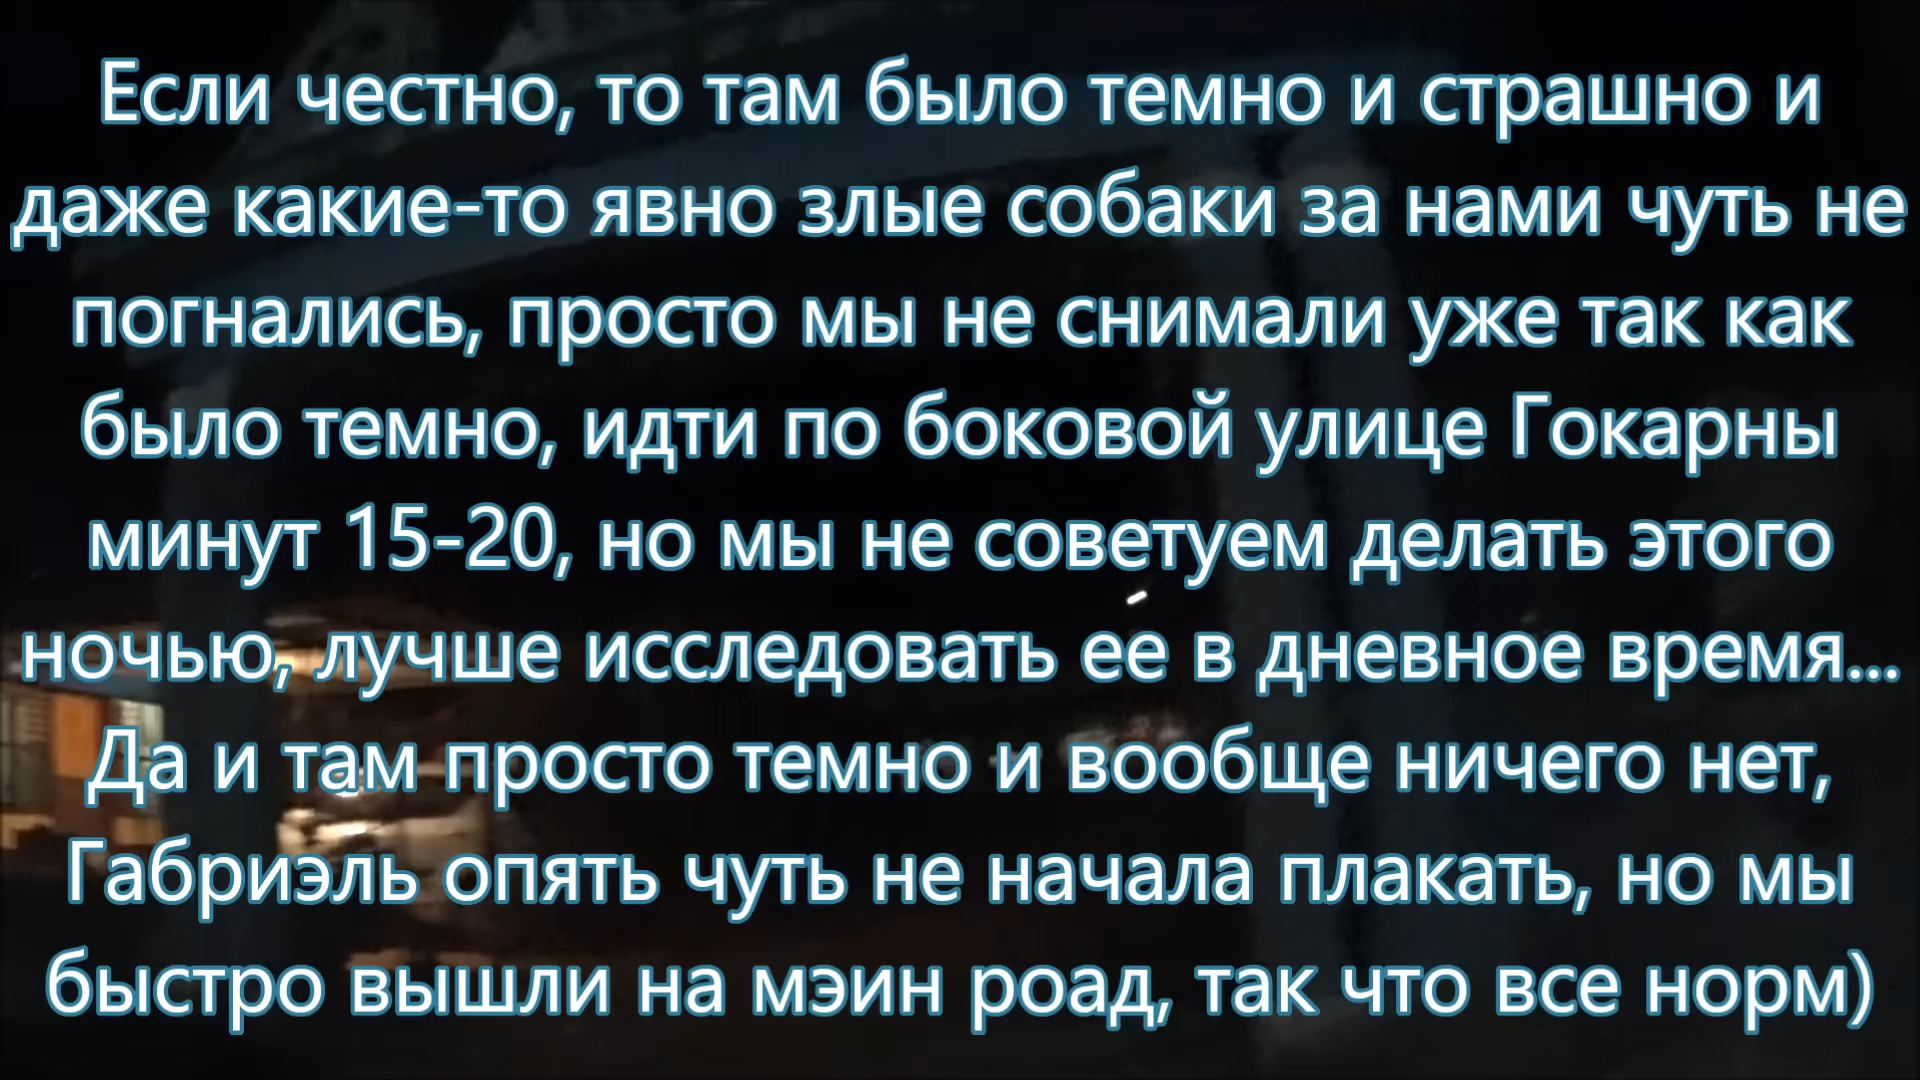 Если честно, то там было темно и страшно и
даже какие-то явно злые собаки за нами чуть не
погнались, просто мы не снимали уже так как
было темно, идти по боковой улице Гокарны
минут 15-20, но мы не советуем делать этого
ночью, лучше исследовать ее в дневное время...
Да и там просто темно и вообще ничего нет,
Габриэль опять чуть не начала плакать, но мы
быстро вышли на мэин роад, так что все норм)